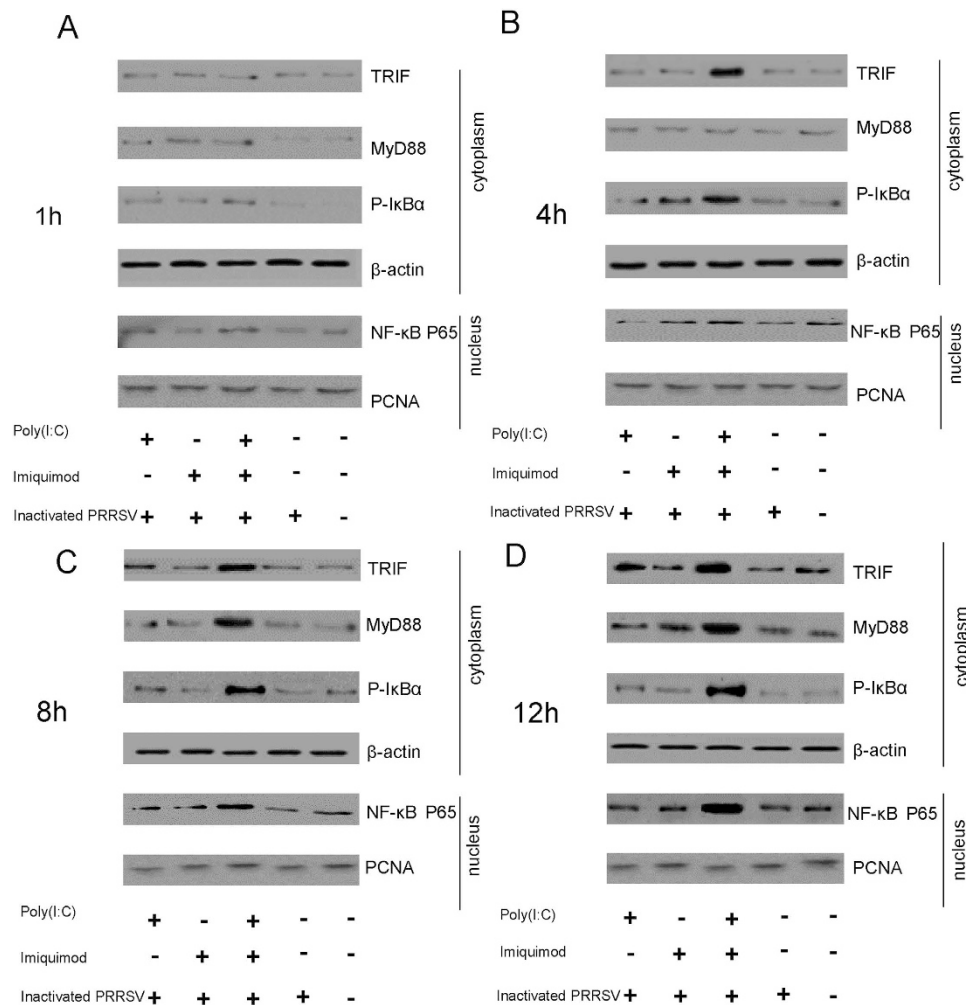 A
TRIF
MyD88
P-IκBα
β-actin
NF-κB P65
PCNA
cytoplasm
nucleus
1h
Poly(I:C) + - + - -
Imiquimod - + + - -
Inactivated PRRSV + + + + -
B
TRIF
MyD88
P-IκBα
β-actin
NF-κB P65
PCNA
cytoplasm
nucleus
4h
Poly(I:C) + - + - -
Imiquimod - + + - -
Inactivated PRRSV + + + + -
C
TRIF
MyD88
P-IκBα
β-actin
NF-κB P65
PCNA
cytoplasm
nucleus
8h
Poly(I:C) + - + - -
Imiquimod - + + - -
Inactivated PRRSV + + + + -
D
TRIF
MyD88
P-IκBα
β-actin
NF-κB P65
PCNA
cytoplasm
nucleus
12h
Poly(I:C) + - + - -
Imiquimod - + + - -
Inactivated PRRSV + + + + -